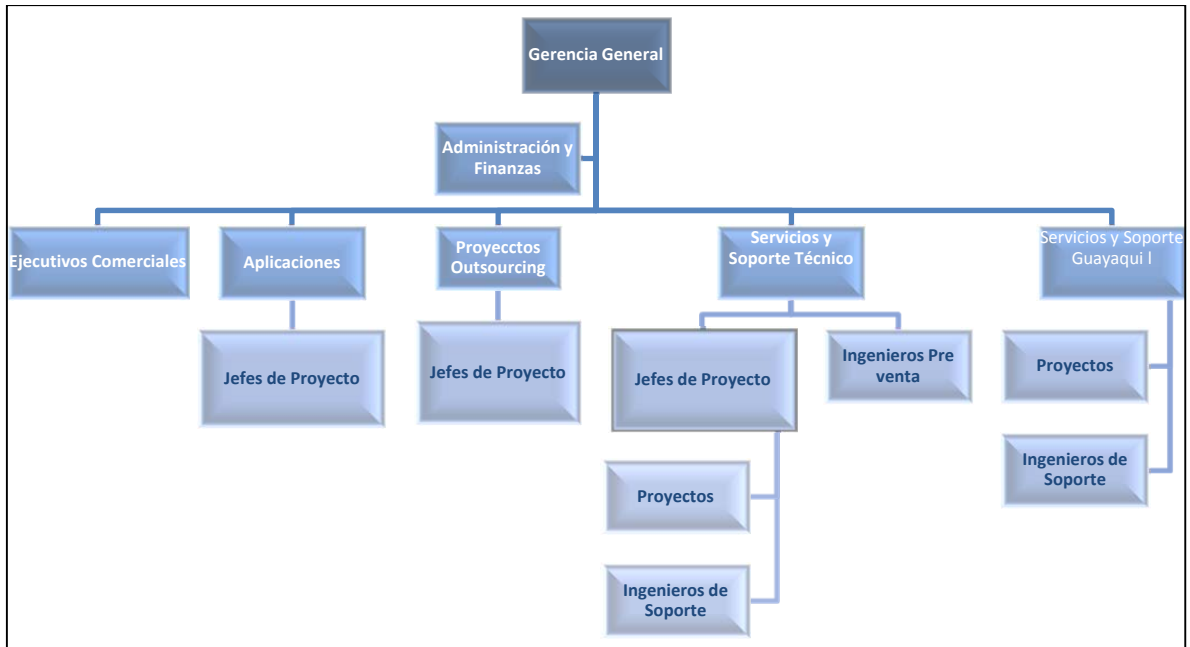 Gerencia General
Administración y
Finanzas
Ejecutivos Comerciales
Aplicaciones
Proyecctos
Outsourcing
Servicios y
Soporte Técnico
Servicios y Soporte
Guayaqui l
Jefes de Proyecto
Jefes de Proyecto
Jefes de Proyecto
Ingenieros Pre
venta
Proyectos
Ingenieros de
Soporte
Proyectos
Ingenieros de
Soporte